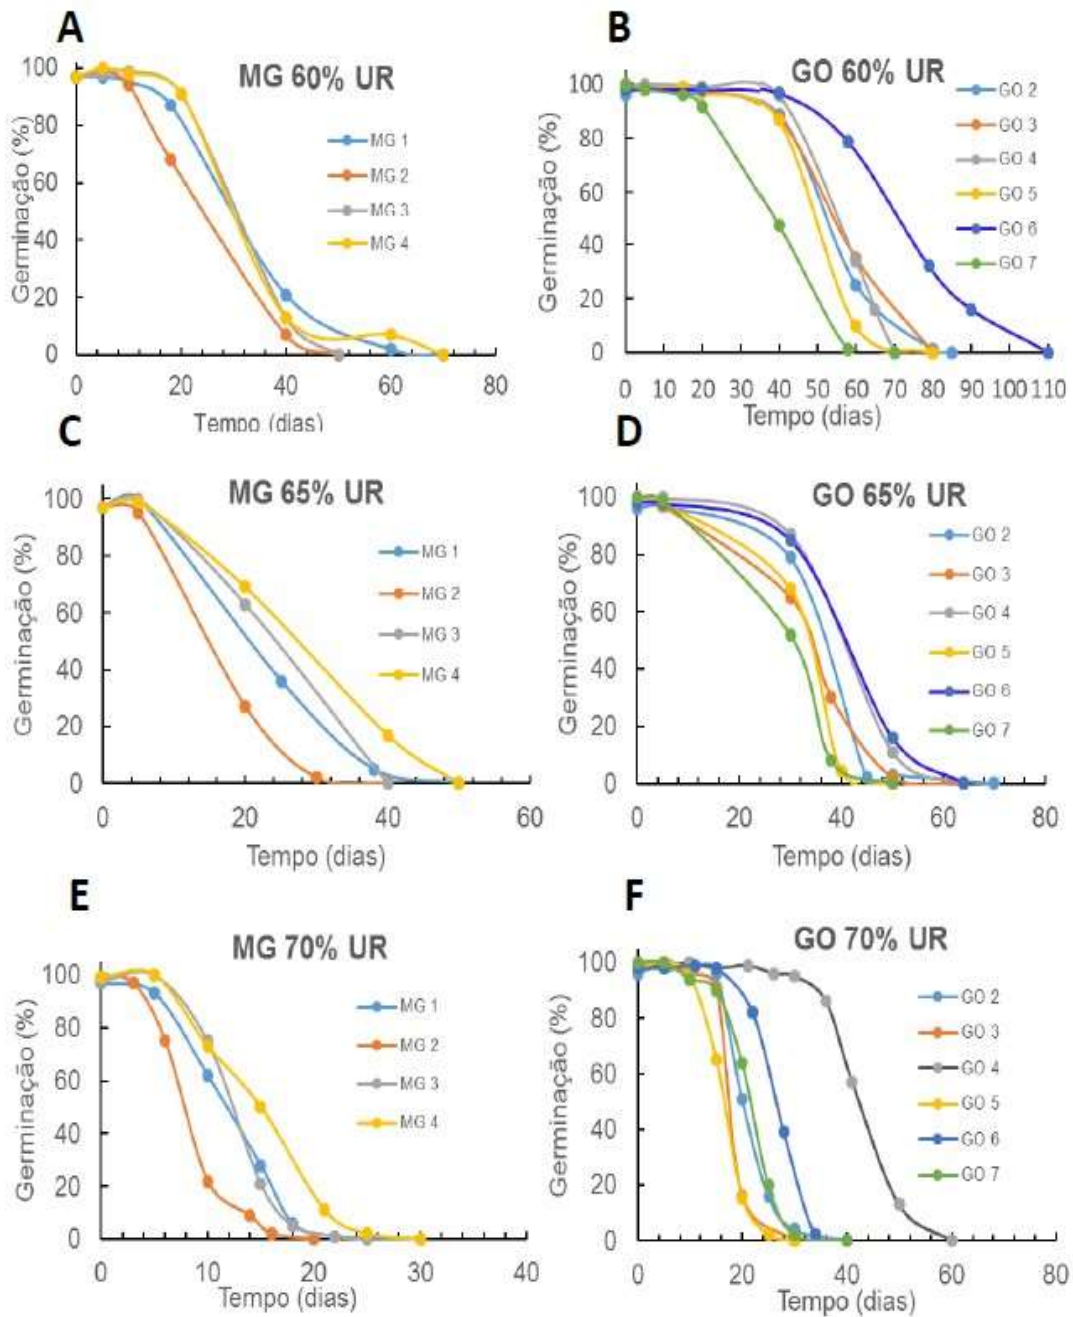 A
MG 60% UR
Germinação (%)
100
80
60
40
20
0
MG 1
MG 2
MG 3
MG 4
0 20 40 60 80
Tempo (dias)
B
GO 60% UR
Germinação (%)
100
80
60
40
20
0
GO 2
GO 3
GO 4
GO 5
GO 6
GO 7
0 10 20 30 40 50 60 70 80 90 100 110
Tempo (dias)
C
MG 65% UR
Germinação (%)
100
80
60
40
20
0
MG 1
MG 2
MG 3
MG 4
0 20 40 60
Tempo (dias)
D
GO 65% UR
Germinação (%)
100
80
60
40
20
0
GO 2
GO 3
GO 4
GO 5
GO 6
GO 7
0 20 40 60 80
Tempo (dias)
E
MG 70% UR
Germinação (%)
100
80
60
40
20
0
MG 1
MG 2
MG 3
MG 4
0 10 20 30 40
Tempo (dias)
F
GO 70% UR
Germinação (%)
100
80
60
40
20
0
GO 2
GO 3
GO 4
GO 5
GO 6
GO 7
0 20 40 60 80
Tempo (dias)